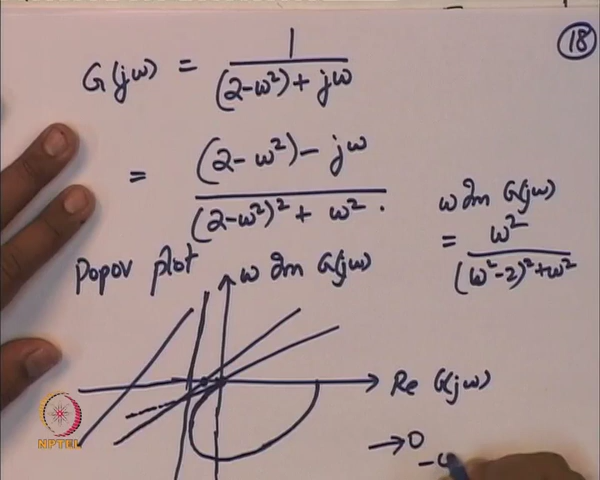 18
G(jω) = 1 / ((2-ω²) + jω)
= ((2-ω²) - jω) / ((2-ω²)² + ω²)
ω Im G(jω)
= ω² / ((ω²-2)² + ω²)
Popov plot
ω Im G(jω)
Re G(jω)
→ 0
NPTEL